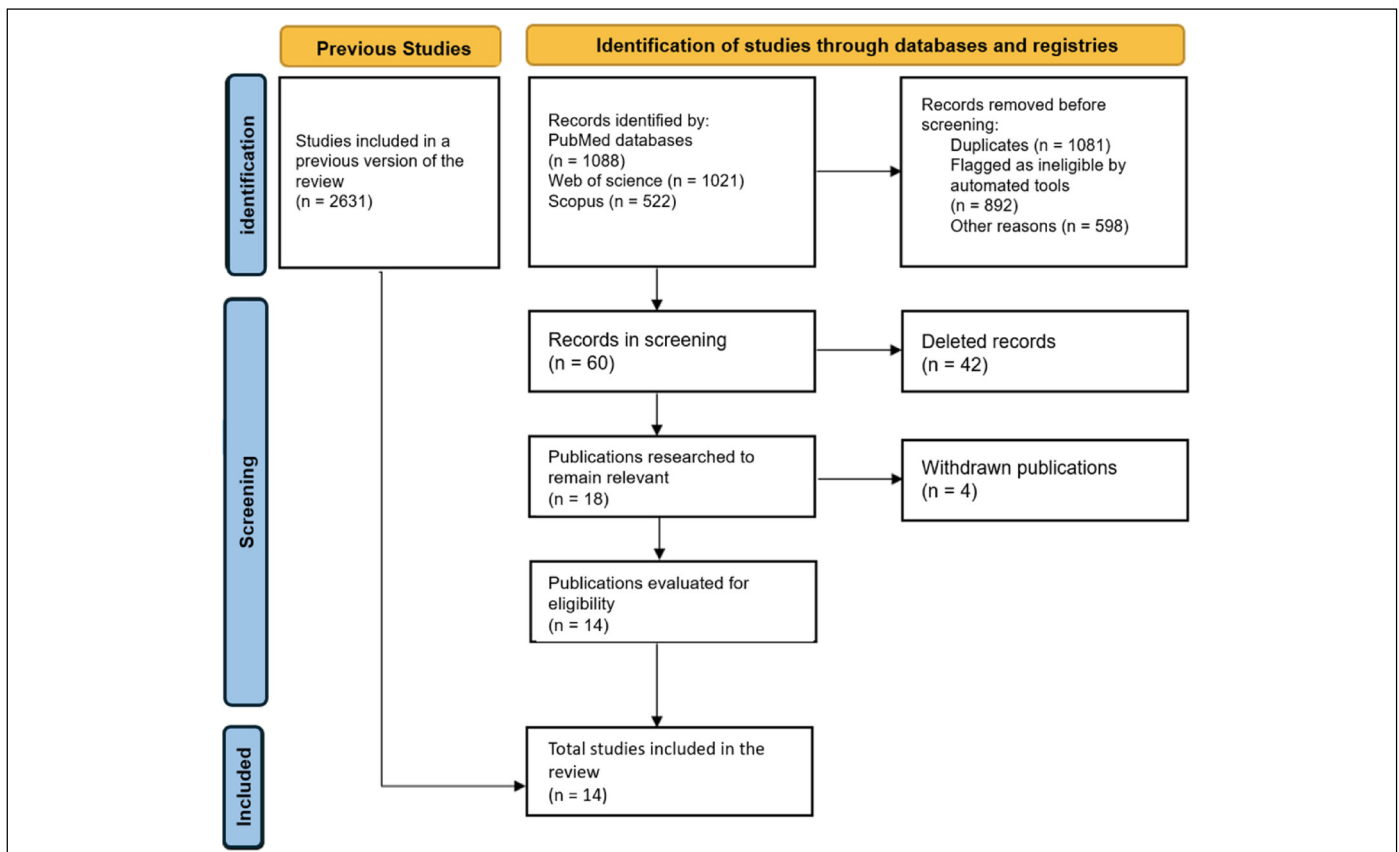 Previous Studies
Identification of studies through databases and registries
identification
Studies included in a
previous version of the
review
(n = 2631)
Records identified by:
PubMed databases
(n = 1088)
Web of science (n = 1021)
Scopus (n = 522)
Records removed before
screening:
Duplicates (n = 1081)
Flagged as ineligible by
automated tools
(n = 892)
Other reasons (n = 598)
Screening
Records in screening
(n = 60)
Deleted records
(n = 42)
Publications researched to
remain relevant
(n = 18)
Withdrawn publications
(n = 4)
Publications evaluated for
eligibility
(n = 14)
Included
Total studies included in the
review
(n = 14)